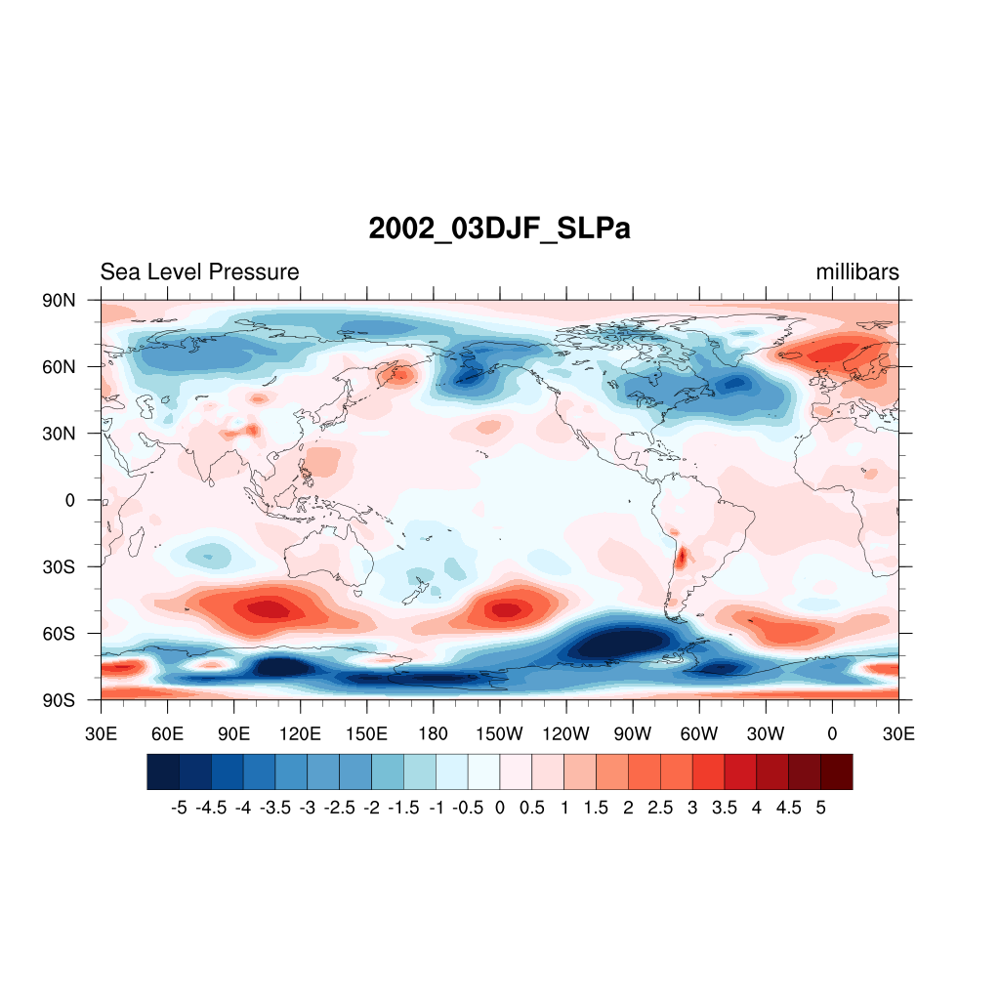 2002_03DJF_SLPa
Sea Level Pressure millibars
90N
60N
30N
0
30S
60S
90S
30E 60E 90E 120E 150E 180 150W 120W 90W 60W 30W 0 30E
-5 -4.5 -4 -3.5 -3 -2.5 -2 -1.5 -1 -0.5 0 0.5 1 1.5 2 2.5 3 3.5 4 4.5 5